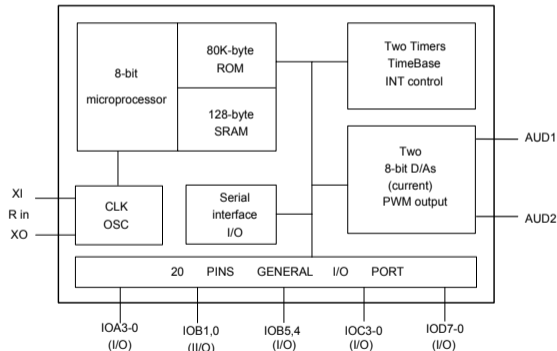 8-bit
microprocessor
80K-byte
ROM
128-byte
SRAM
Two Timers
TimeBase
INT control
Two
8-bit D/As
(current)
PWM output
AUD1
AUD2
XI
R in
XO
CLK
OSC
Serial
interface
I/O
20 PINS GENERAL I/O PORT
IOA3-0
(I/O)
IOB1,0
(II/O)
IOB5,4
(I/O)
IOC3-0
(I/O)
IOD7-0
(I/O)